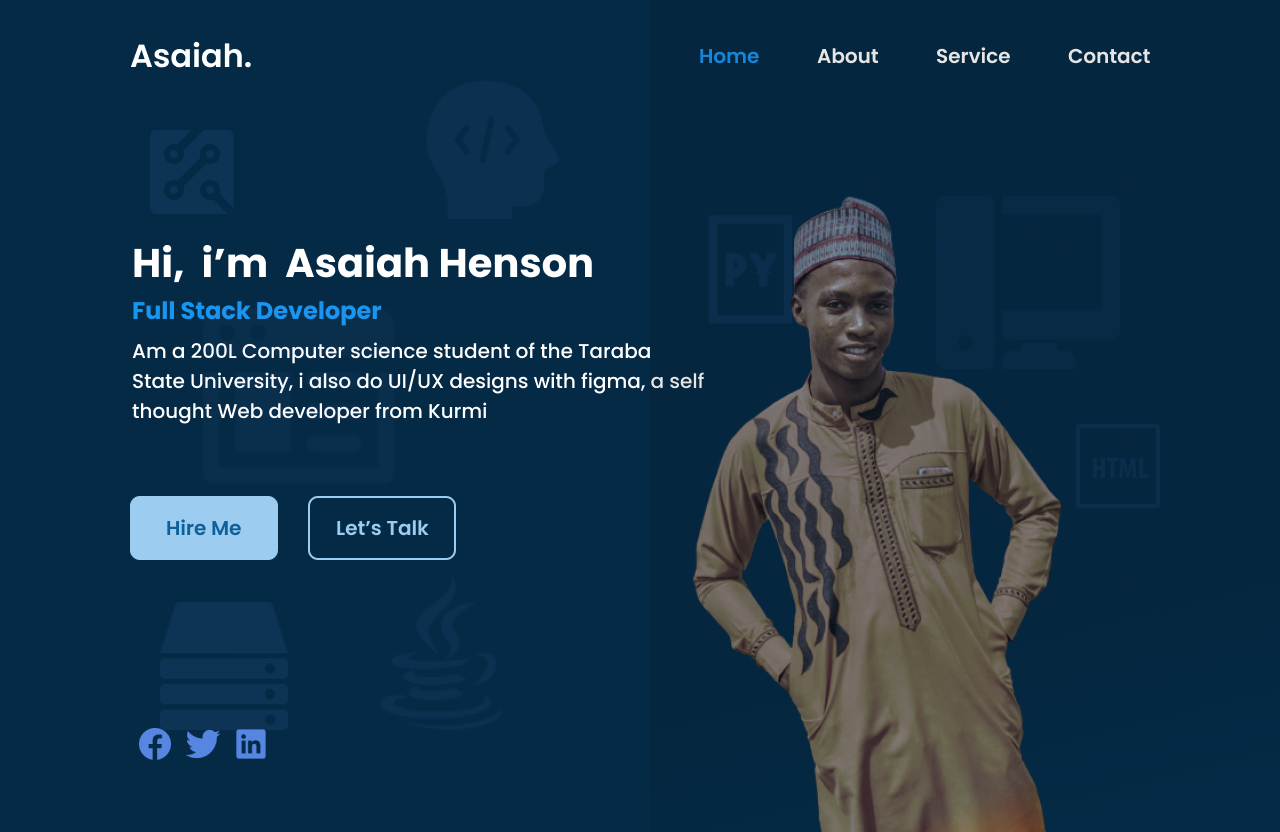 Asaiah.
Home About Service Contact
</>
PY
Hi, i’m Asaiah Henson
Full Stack Developer
Am a 200L Computer science student of the Taraba
State University, i also do UI/UX designs with figma, a self
thought Web developer from Kurmi
HTML
Hire Me Let’s Talk
f in